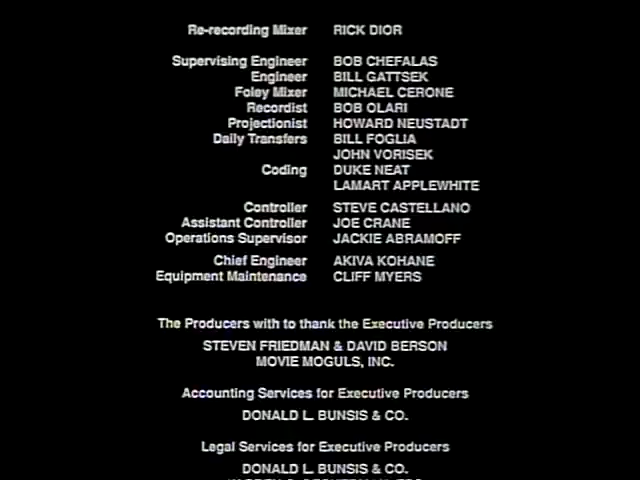 Re-recording Mixer RICK DIOR
Supervising Engineer BOB CHEFALAS
Engineer BILL GATTSEK
Foley Mixer MICHAEL CERONE
Recordist BOB OLARI
Projectionist HOWARD NEUSTADT
Daily Transfers BILL FOGLIA
JOHN VORISEK
Coding DUKE NEAT
LAMART APPLEWHITE
Controller STEVE CASTELLANO
Assistant Controller JOE CRANE
Operations Supervisor JACKIE ABRAMOFF
Chief Engineer AKIVA KOHANE
Equipment Maintenance CLIFF MYERS
The Producers with to thank the Executive Producers
STEVEN FRIEDMAN & DAVID BERSON
MOVIE MOGULS, INC.
Accounting Services for Executive Producers
DONALD L. BUNSIS & CO.
Legal Services for Executive Producers
DONALD L. BUNSIS & CO.